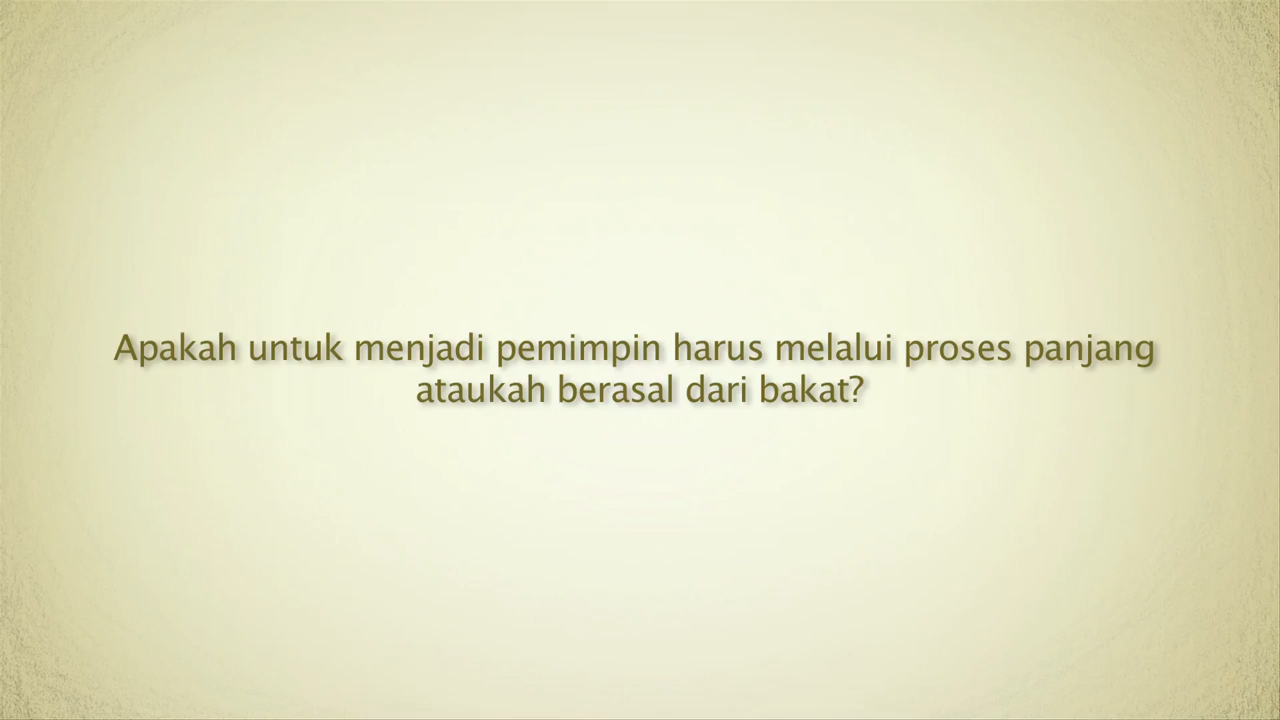 Apakah untuk menjadi pemimpin harus melalui proses panjang
ataukah berasal dari bakat?